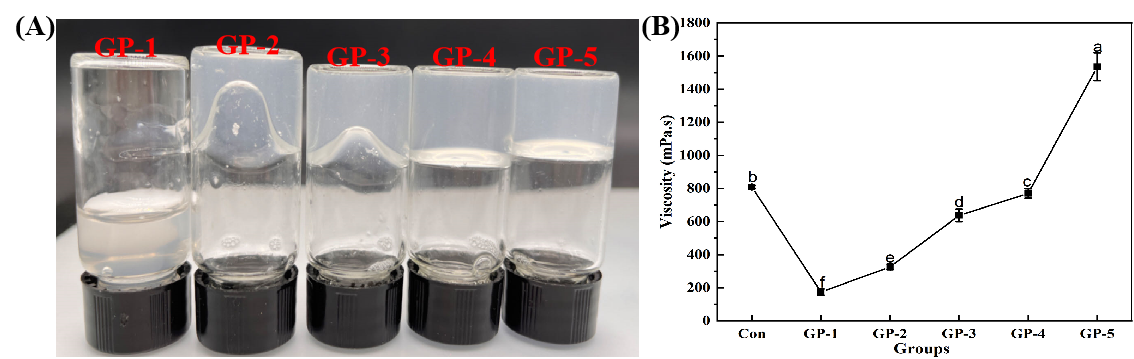 (A)
GP-1 GP-2 GP-3 GP-4 GP-5
(B)
Viscosity (mPa.s)
1800
1600
1400
1200
1000
800
600
400
200
0
b
f
e
d
c
a
Con GP-1 GP-2 GP-3 GP-4 GP-5
Groups